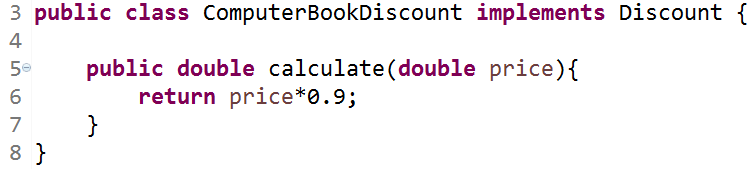 3 public class ComputerBookDiscount implements Discount {
4
5 public double calculate(double price){
6 return price*0.9;
7 }
8 }